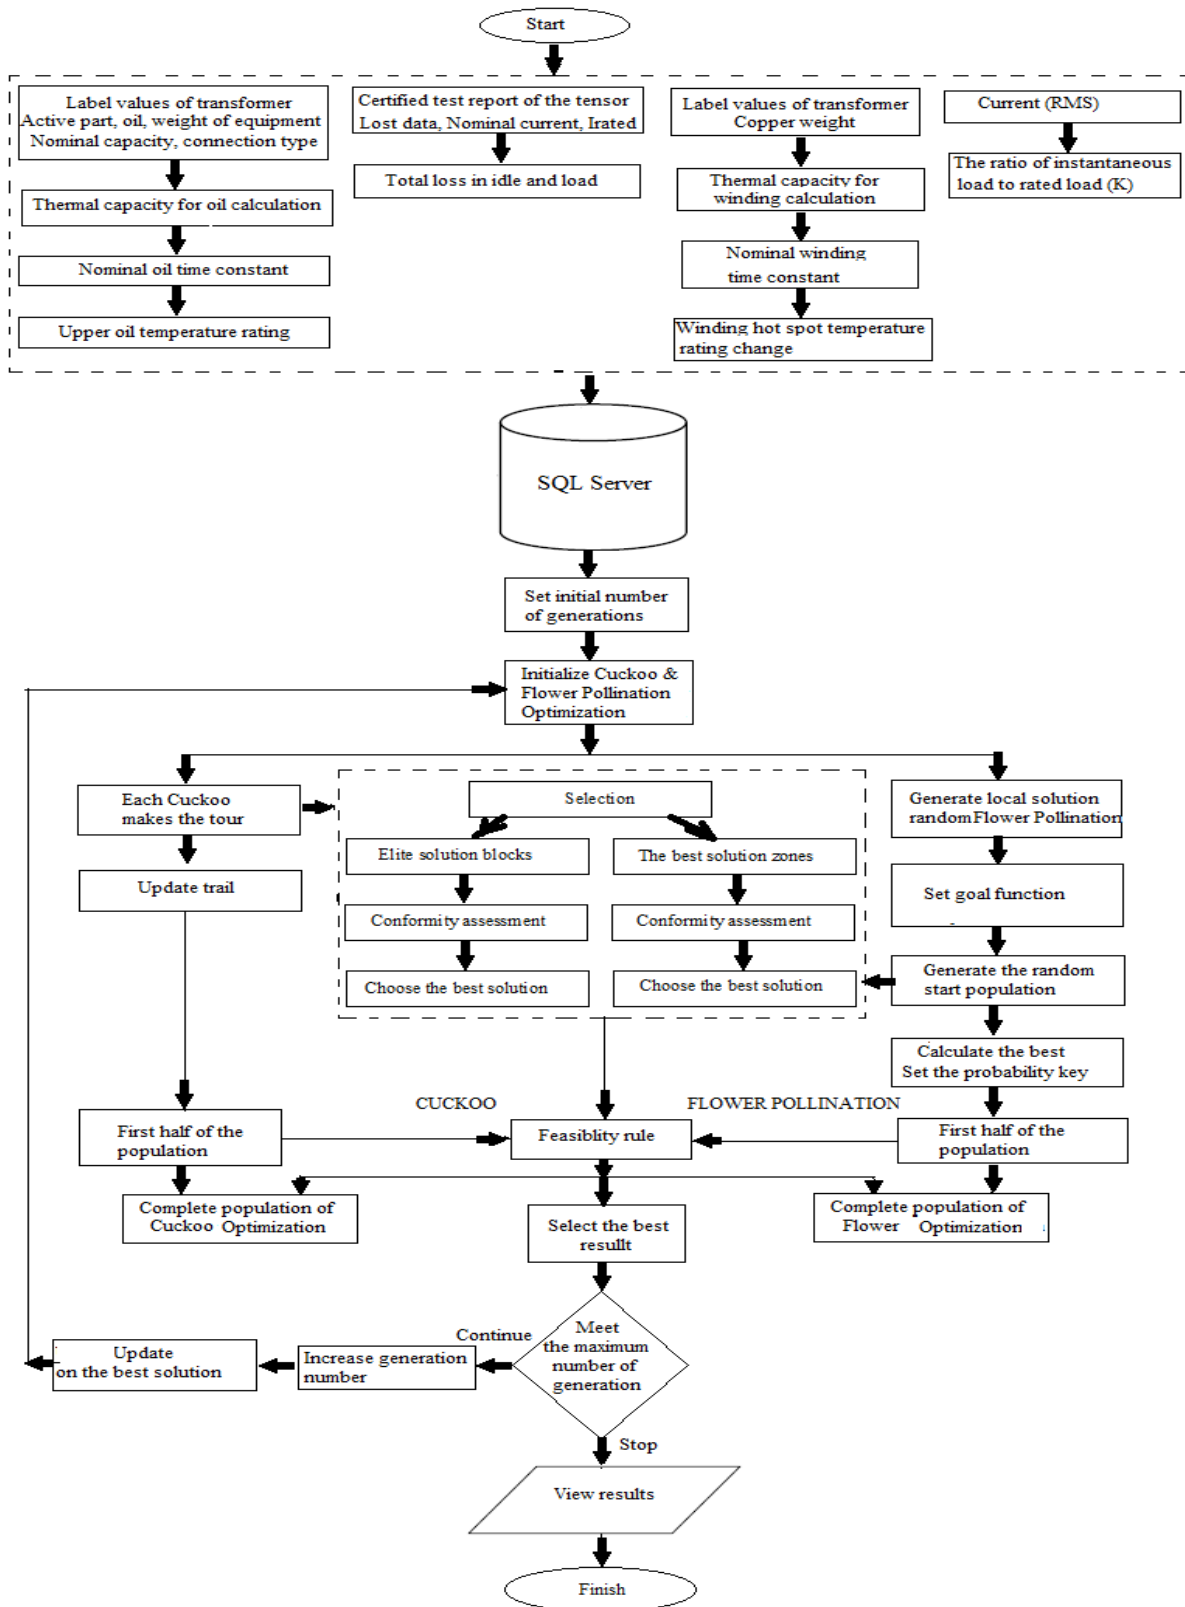 Start
Label values of transformer
Active part, oil, weight of equipment
Nominal capacity, connection type
Thermal capacity for oil calculation
Nominal oil time constant
Upper oil temperature rating
Certified test report of the tensor
Lost data, Nominal current, Irated
Total loss in idle and load
Label values of transformer
Copper weight
Thermal capacity for
winding calculation
Nominal winding
time constant
Winding hot spot temperature
rating change
Current (RMS)
The ratio of instantaneous
load to rated load (K)
SQL Server
Set initial number
of generations
Initialize Cuckoo &
Flower Pollination
Optimization
Each Cuckoo
makes the tour
Update trail
Selection
Elite solution blocks
Conformity assessment
Choose the best solution
The best solution zones
Conformity assessment
Choose the best solution
Generate local solution
random Flower Pollination
Set goal function
Generate the random
start population
Calculate the best
Set the probability key
CUCKOO
FLOWER POLLINATION
First half of the
population
Feasiblity rule
First half of the
population
Complete population of
Cuckoo Optimization
Select the best
resullt
Complete population of
Flower Optimization
Continue
Meet
the maximum
number of
generation
Increase generation
number
Update
on the best solution
Stop
View results
Finish